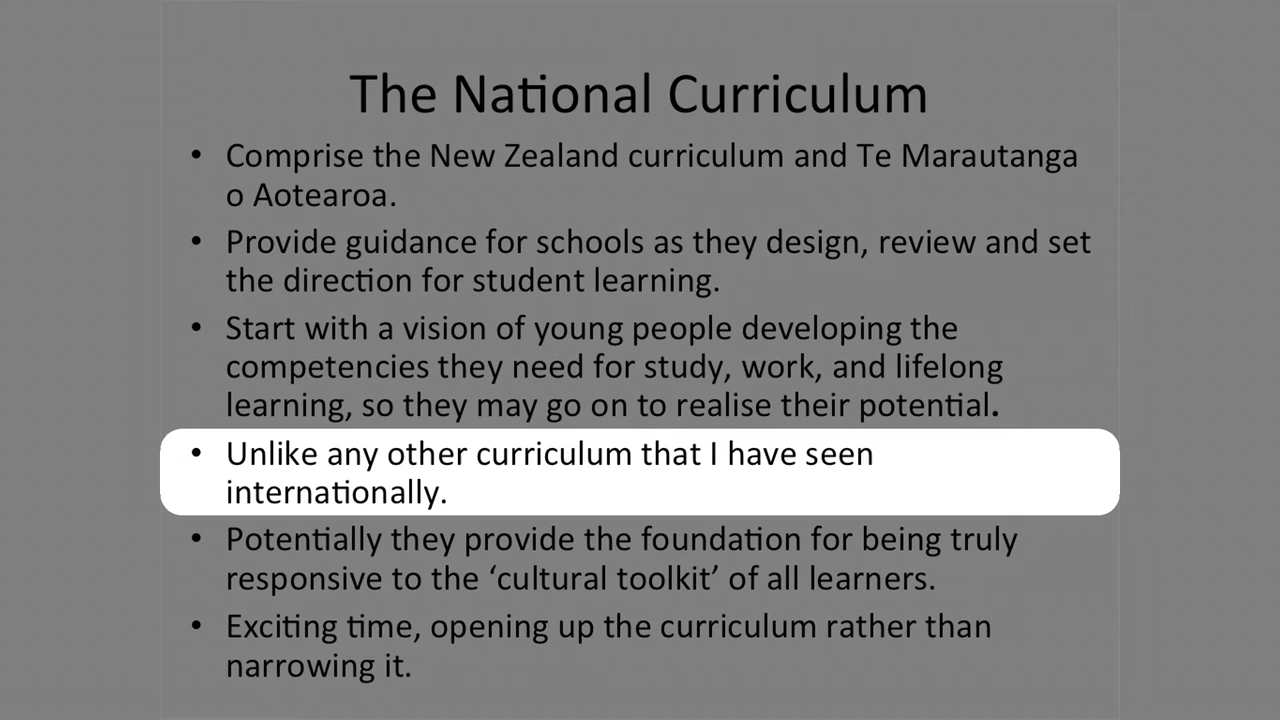 The National Curriculum
• Comprise the New Zealand curriculum and Te Marautanga
o Aotearoa.
• Provide guidance for schools as they design, review and set
the direction for student learning.
• Start with a vision of young people developing the
competencies they need for study, work, and lifelong
learning, so they may go on to realise their potential.
• Unlike any other curriculum that I have seen
internationally.
• Potentially they provide the foundation for being truly
responsive to the ‘cultural toolkit’ of all learners.
• Exciting time, opening up the curriculum rather than
narrowing it.